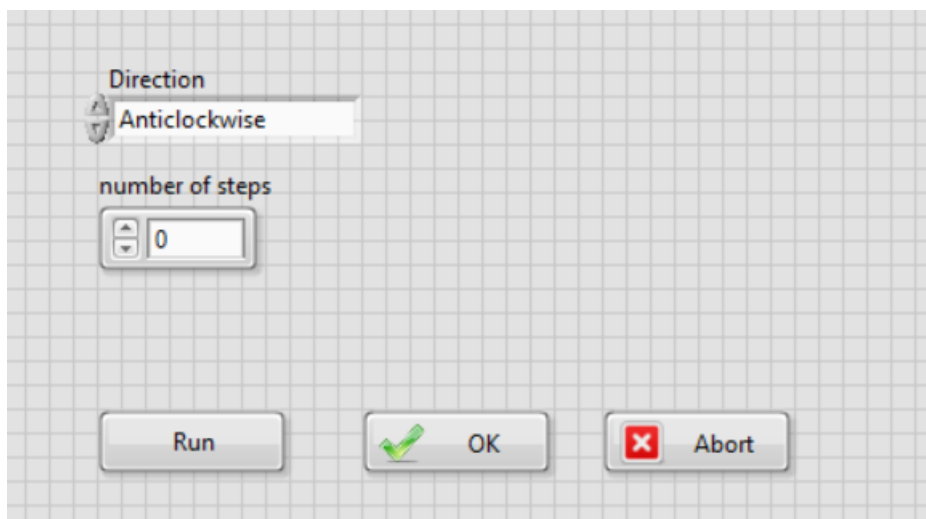 Direction
Anticlockwise
number of steps
0
Run
OK
Abort